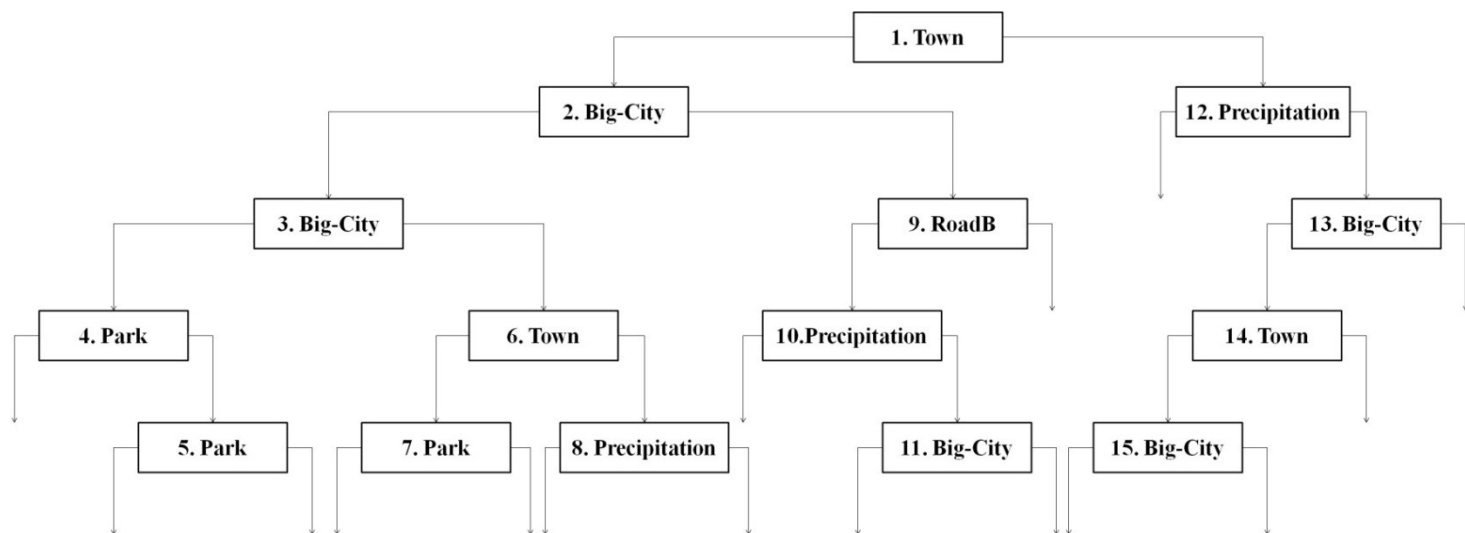 1. Town
2. Big-City
12. Precipitation
3. Big-City
9. RoadB
13. Big-City
4. Park
6. Town
10.Precipitation
14. Town
5. Park
7. Park
8. Precipitation
11. Big-City
15. Big-City